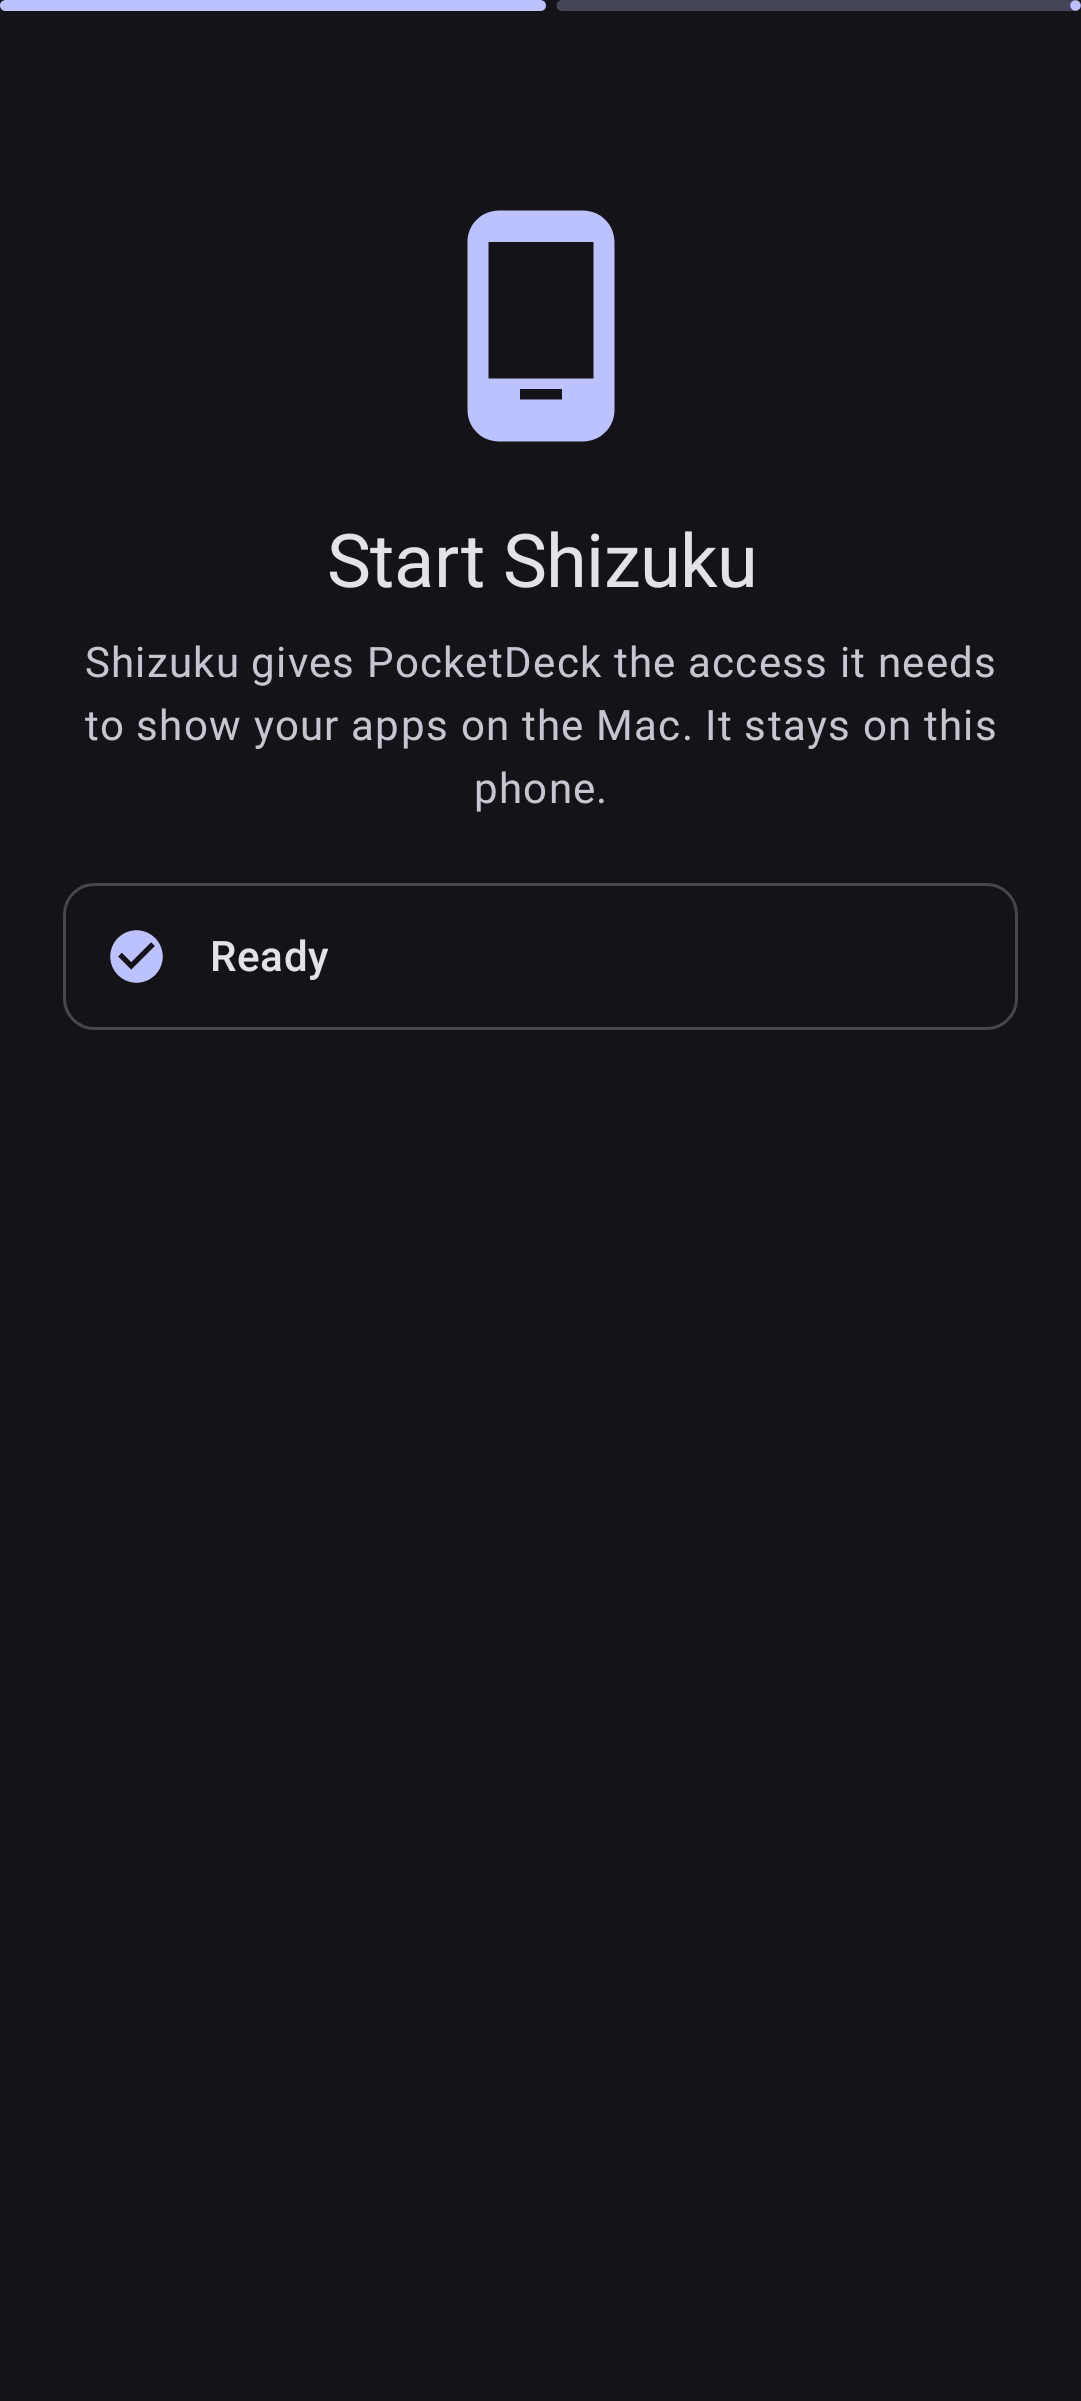 Start Shizuku
Shizuku gives PocketDeck the access it needs
to show your apps on the Mac. It stays on this
phone.
Ready